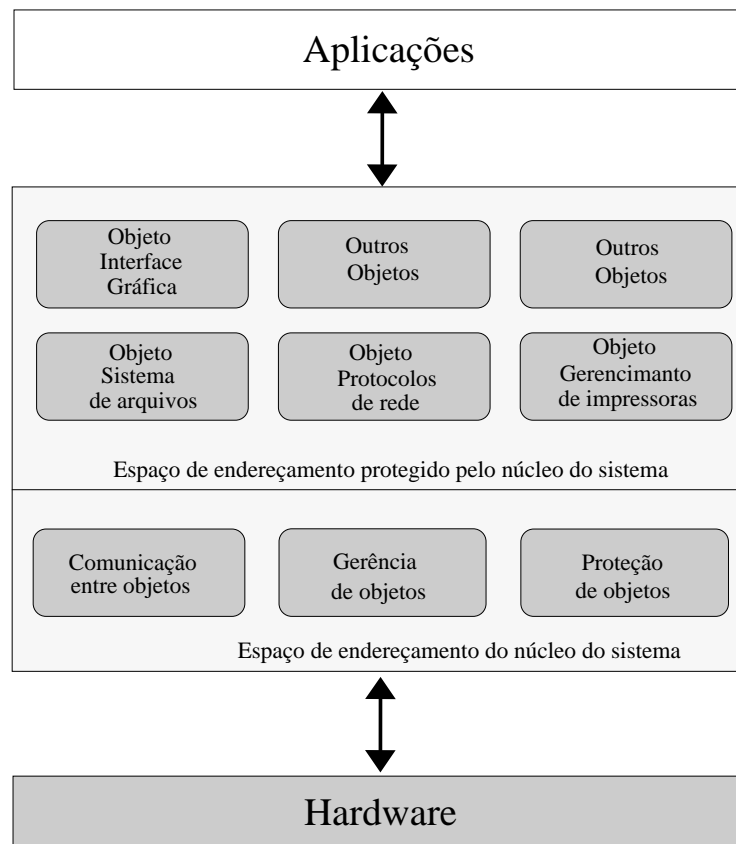 Aplicações
Objeto
Interface
Gráfica
Outros
Objetos
Outros
Objetos
Objeto
Sistema
de arquivos
Objeto
Protocolos
de rede
Objeto
Gerencimanto
de impressoras
Espaço de endereçamento protegido pelo núcleo do sistema
Comunicação
entre objetos
Gerência
de objetos
Proteção
de objetos
Espaço de endereçamento do núcleo do sistema
Hardware